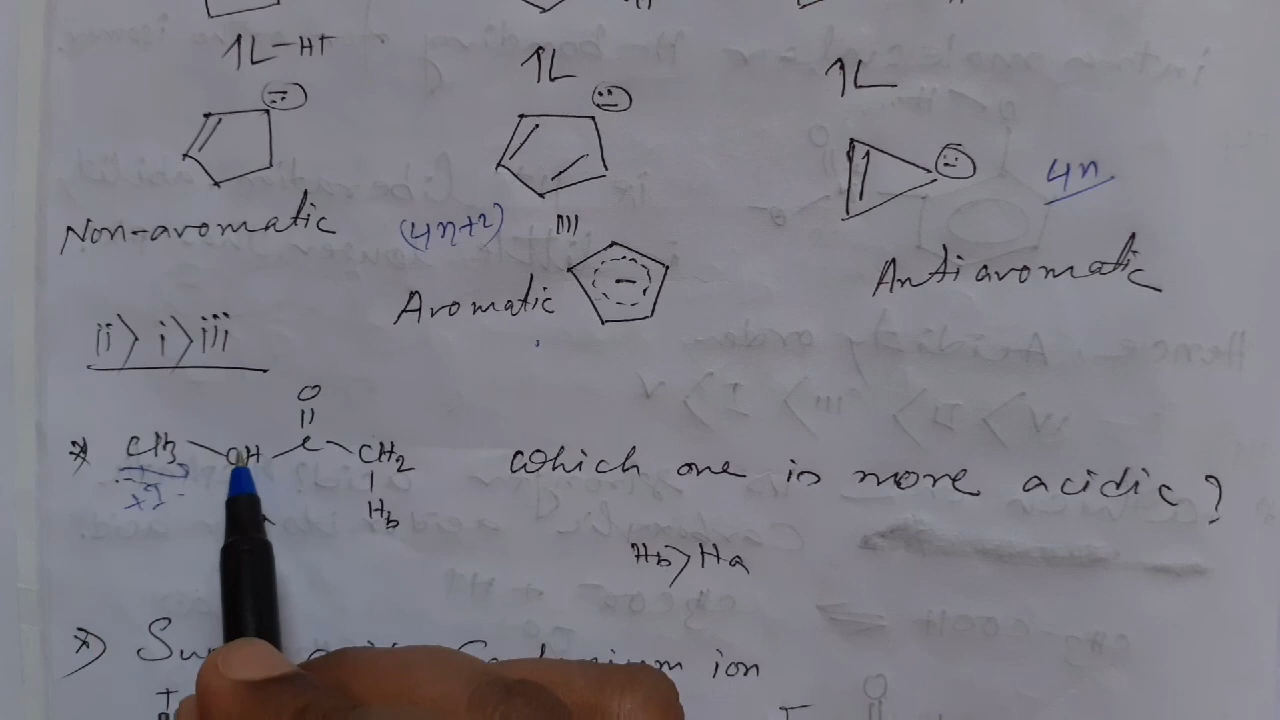 1L-H+
1L
1L
4n
Non-aromatic
(4n+2)
Aromatic
Antiaromatic
ii > i > iii
O
CH3 CH C CH2
+I
Hb
Which one is more acidic?
Hb > Ha
ion